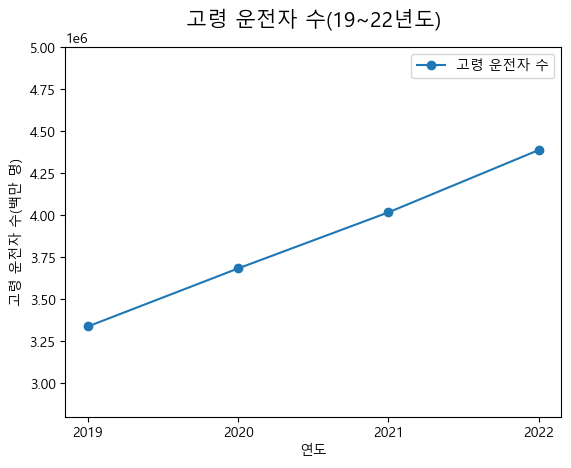 고령 운전자 수(19~22년도)
1e6
5.00
4.75
4.50
4.25
4.00
3.75
3.50
3.25
3.00
고령 운전자 수(백만 명)
고령 운전자 수
2019 2020 2021 2022
연도